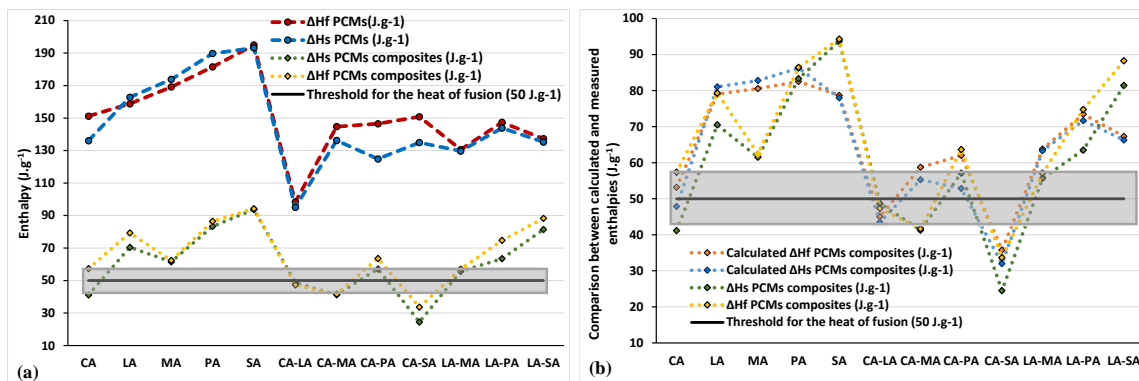 210
190
170
150
130
110
90
70
50
30
10
Enthalpy (J.g⁻¹)
ΔHf PCMs(J.g-1)
ΔHs PCMs (J.g-1)
ΔHs PCMs composites (J.g-1)
ΔHf PCMs composites (J.g-1)
Threshold for the heat of fusion (50 J.g-1)
CA LA MA PA SA CA-LA CA-MA CA-PA CA-SA LA-MA LA-PA LA-SA
(a)
100
90
80
70
60
50
40
30
20
10
Comparison between calculated and measured
enthalpies (J.g⁻¹)
Calculated ΔHf PCMs composites (J.g-1)
Calculated ΔHs PCMs composites (J.g-1)
ΔHs PCMs composites (J.g-1)
ΔHf PCMs composites (J.g-1)
Threshold for the heat of fusion (50 J.g-1)
CA LA MA PA SA CA-LA CA-MA CA-PA CA-SA LA-MA LA-PA LA-SA
(b)